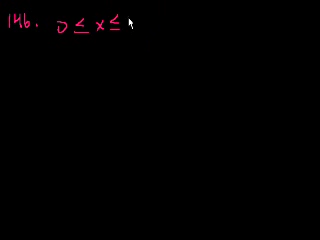 146. 0 ≤ x ≤